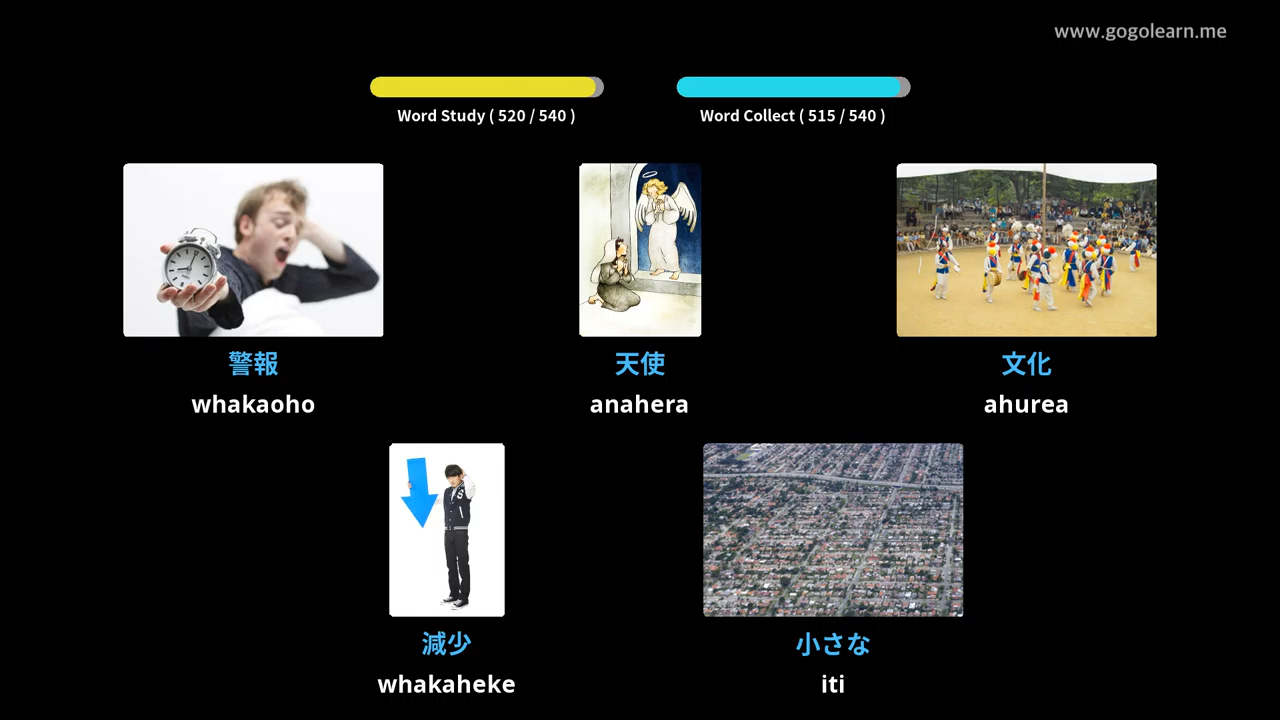 www.gogolearn.me
Word Study ( 520 / 540 )
Word Collect ( 515 / 540 )
警報
whakaoho
天使
anahera
文化
ahurea
減少
whakaheke
小さな
iti